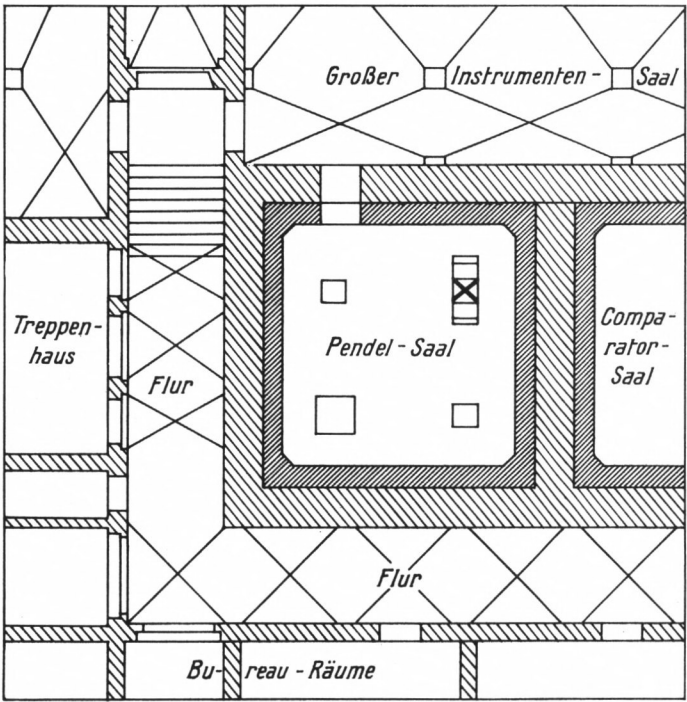 Großer Instrumenten- Saal
Treppen-
haus
Flur
Pendel-Saal
Compa-
rator-
Saal
Flur
Bu- reau-Räume